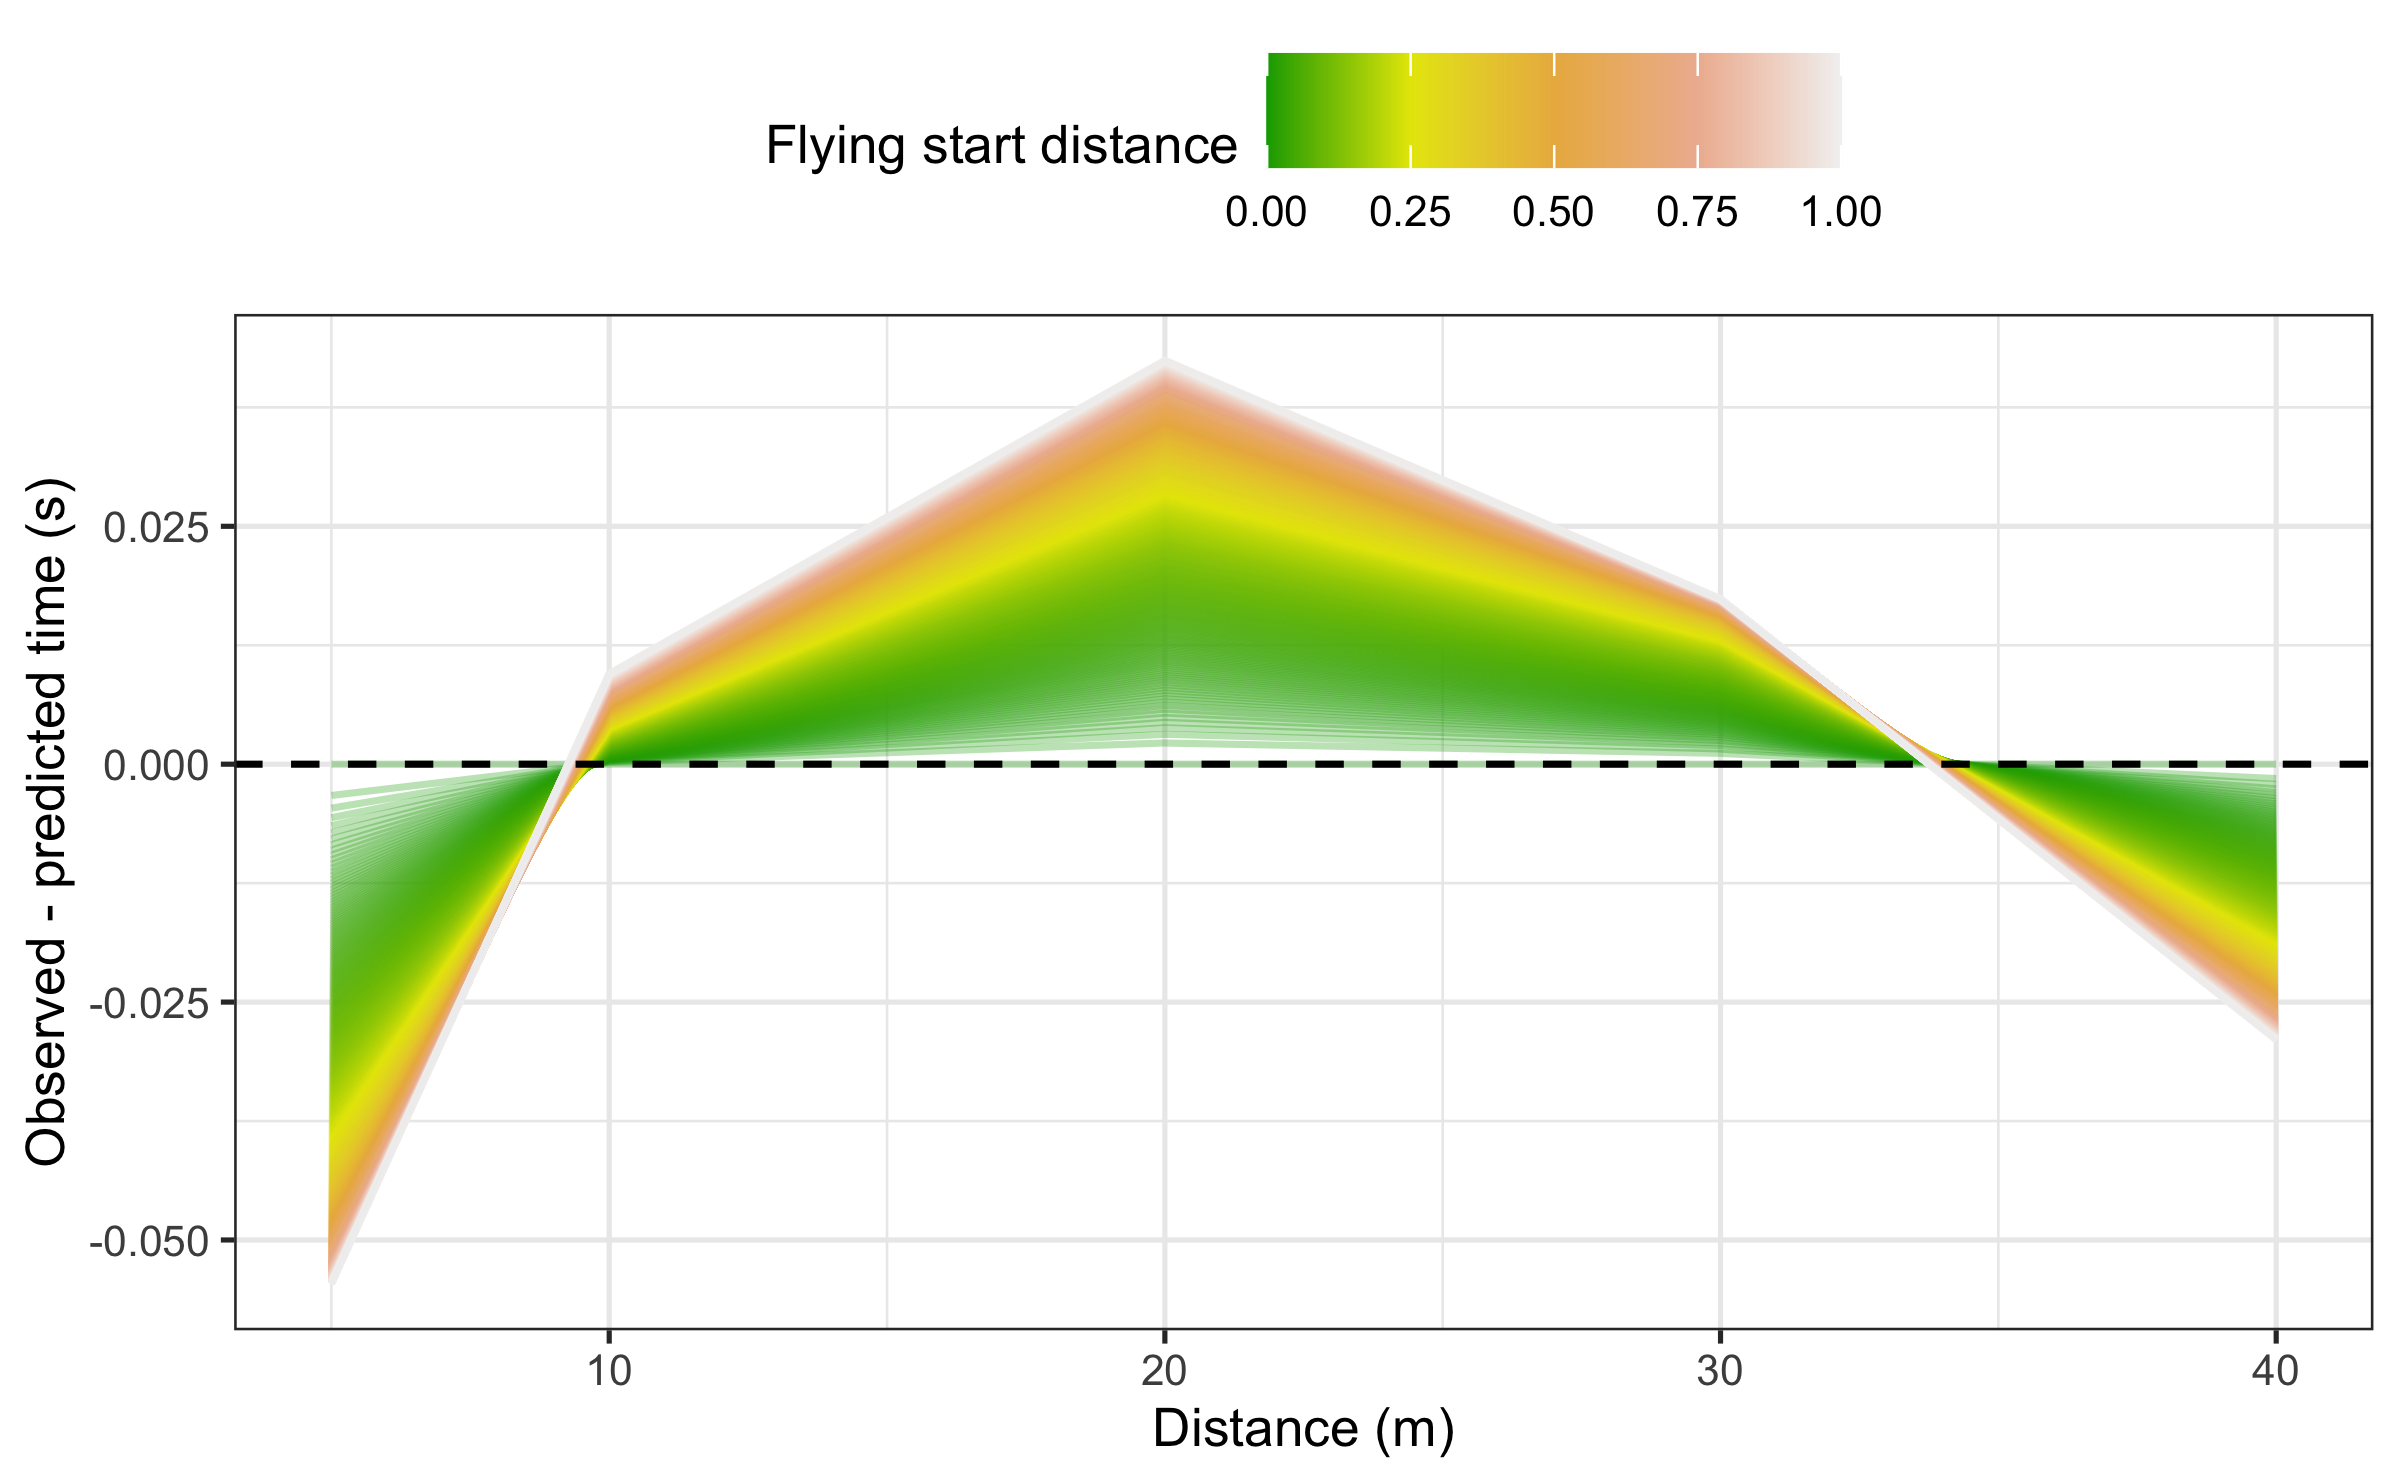 Flying start distance
0.00 0.25 0.50 0.75 1.00
Observed - predicted time (s)
0.025
0.000
-0.025
-0.050
10 20 30 40
Distance (m)